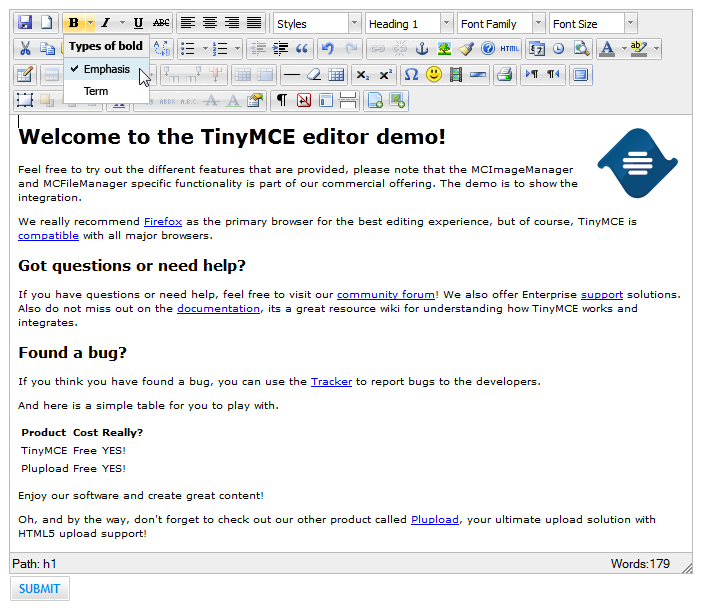 B I U ABC Styles Heading 1 Font Family Font Size
Types of bold
HTML
Emphasis
Term
Welcome to the TinyMCE editor demo!
Feel free to try out the different features that are provided, please note that the MCImageManager
and MCFileManager specific functionality is part of our commercial offering. The demo is to show the
integration.
We really recommend Firefox as the primary browser for the best editing experience, but of course, TinyMCE is
compatible with all major browsers.
Got questions or need help?
If you have questions or need help, feel free to visit our community forum! We also offer Enterprise support solutions.
Also do not miss out on the documentation, its a great resource wiki for understanding how TinyMCE works and
integrates.
Found a bug?
If you think you have found a bug, you can use the Tracker to report bugs to the developers.
And here is a simple table for you to play with.
Product Cost Really?
TinyMCE Free YES!
Plupload Free YES!
Enjoy our software and create great content!
Oh, and by the way, don't forget to check out our other product called Plupload, your ultimate upload solution with
HTML5 upload support!
Path: h1 Words:179
SUBMIT